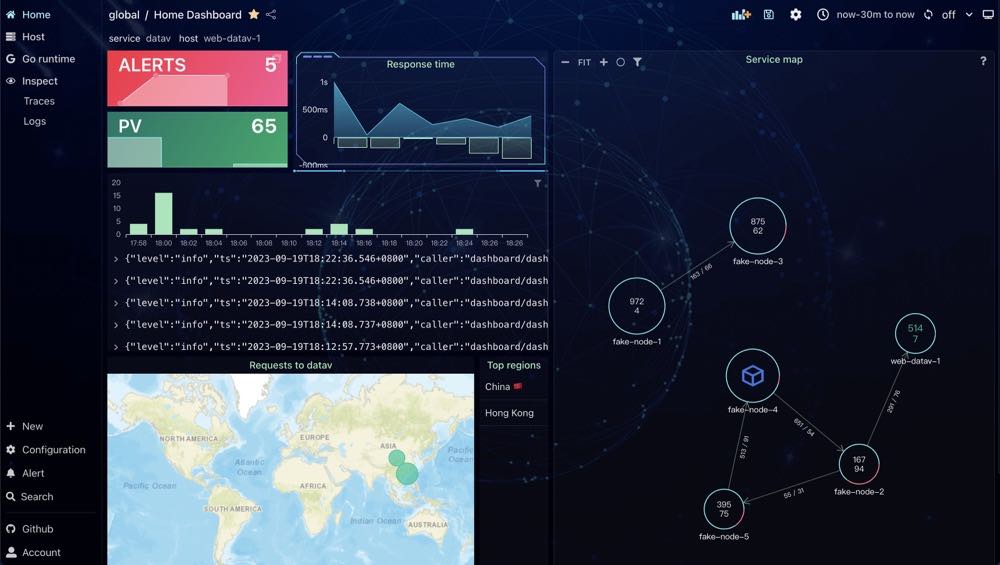 Home
Host
Go runtime
Inspect
Traces
Logs
New
Configuration
Alert
Search
Github
Account
global / Home Dashboard
now-30m to now off
service datav host web-datav-1
ALERTS 5
PV 65
Response time
1s
500ms
0
-500ms
20
15
10
5
0
17:58 18:00 18:02 18:04 18:06 18:08 18:10 18:12 18:14 18:16 18:18 18:20 18:22 18:24 18:26 18:28
{"level":"info","ts":"2023-09-19T18:22:36.546+0800","caller":"dashboard/dash
{"level":"info","ts":"2023-09-19T18:22:36.546+0800","caller":"dashboard/dash
{"level":"info","ts":"2023-09-19T18:14:08.738+0800","caller":"dashboard/dash
{"level":"info","ts":"2023-09-19T18:14:08.737+0800","caller":"dashboard/dash
{"level":"info","ts":"2023-09-19T18:12:57.773+0800","caller":"dashboard/dash
Requests to datav
NORTH AMERICA
EUROPE
ASIA
Atlantic
Ocean
Pacific Ocean
AFRICA
Pacific
Ocean
SOUTH AMERICA
Indian Ocean
AUSTRALIA
Top regions
China 🇨🇳
Hong Kong
Service map
FIT
?
875
62
fake-node-3
163 / 66
972
4
fake-node-1
514
7
web-datav-1
fake-node-4
291 / 76
651 / 54
513 / 91
167
94
fake-node-2
55 / 31
395
75
fake-node-5